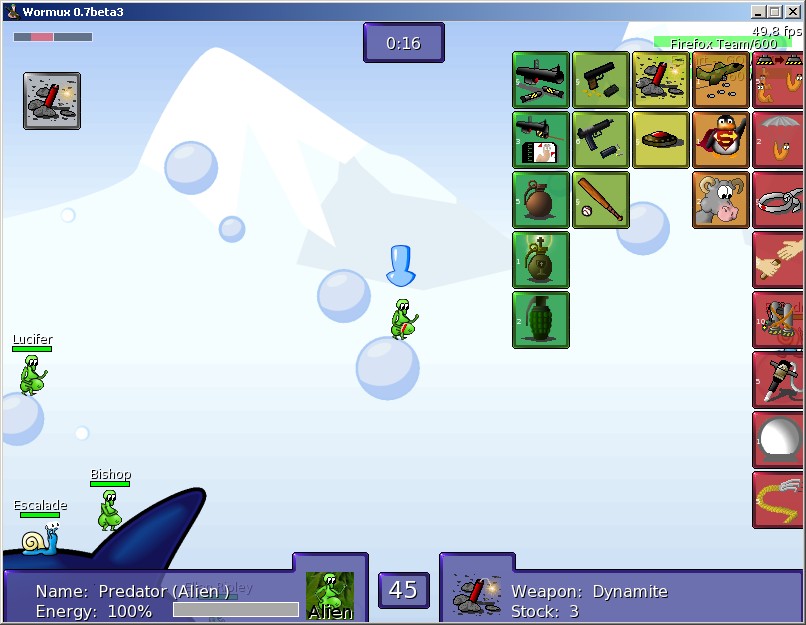 Wormux 0.7beta3
49.8 fps
0:16
Firefox Team/600
Lucifer
Bishop
Escalade
45
Name: Predator (Alien )
Energy: 100%
Alien
Weapon: Dynamite
Stock: 3